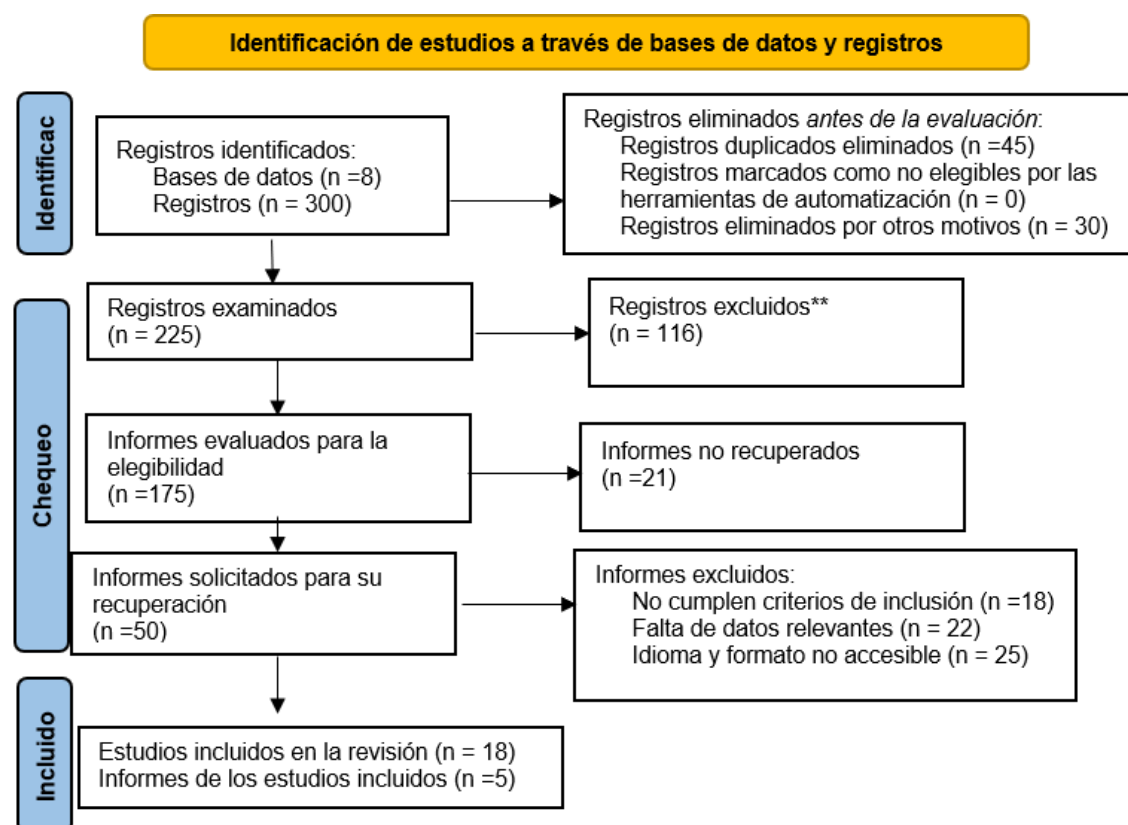 Identificación de estudios a través de bases de datos y registros
Identificac
Registros identificados:
Bases de datos (n =8)
Registros (n = 300)
Registros eliminados antes de la evaluación:
Registros duplicados eliminados (n =45)
Registros marcados como no elegibles por las
herramientas de automatización (n = 0)
Registros eliminados por otros motivos (n = 30)
Chequeo
Registros examinados
(n = 225)
Registros excluidos**
(n = 116)
Informes evaluados para la
elegibilidad
(n =175)
Informes no recuperados
(n =21)
Informes solicitados para su
recuperación
(n =50)
Informes excluidos:
No cumplen criterios de inclusión (n =18)
Falta de datos relevantes (n = 22)
Idioma y formato no accesible (n = 25)
Incluido
Estudios incluidos en la revisión (n = 18)
Informes de los estudios incluidos (n =5)